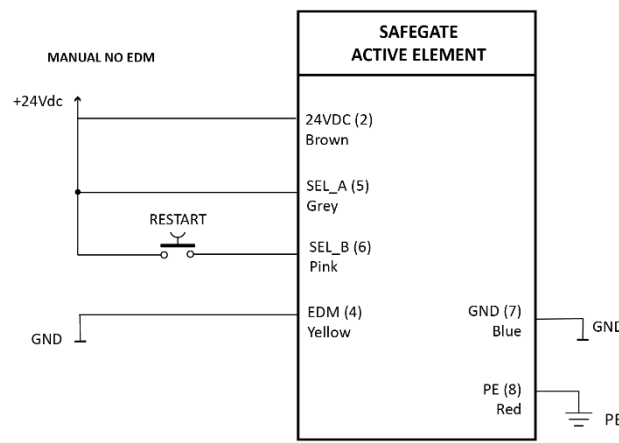 SAFEGATE
ACTIVE ELEMENT
MANUAL NO EDM
+24Vdc
24VDC (2)
Brown
SEL_A (5)
Grey
RESTART
SEL_B (6)
Pink
EDM (4)
Yellow
GND
GND (7)
Blue
GND
PE (8)
Red
PE